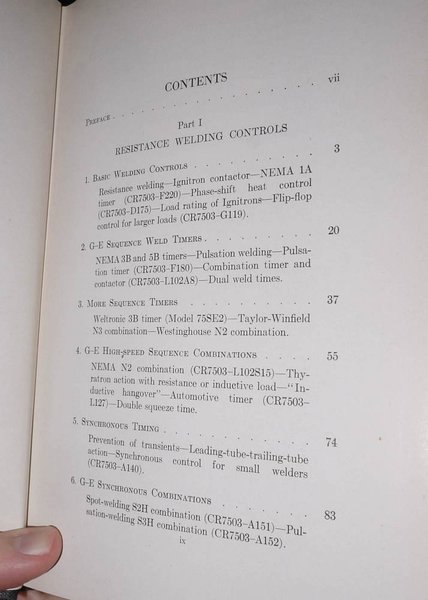 CONTENTS
PREFACE . . . . . . . . . . . . . . . vii
Part I
RESISTANCE WELDING CONTROLS
1. BASIC WELDING CONTROLS . . . . . . . . . 3
Resistance welding—Ignitron contactor—NEMA 1A
timer (CR7503–F220)—Phase-shift heat control
(CR7503–D175)—Load rating of Ignitrons—Flip-flop
control for larger loads (CR7503–G119).
2. G-E SEQUENCE WELD TIMERS . . . . . . . . 20
NEMA 3B and 5B timers—Pulsation welding—Pulsa-
tion timer (CR7503–F180)—Combination timer and
contactor (CR7503–L102A8)—Dual weld times.
3. MORE SEQUENCE TIMERS . . . . . . . . . 37
Weltronic 3B timer (Model 75SE2)—Taylor-Winfield
N3 combination—Westinghouse N2 combination.
4. G-E HIGH-SPEED SEQUENCE COMBINATIONS . . . . 55
NEMA N2 combination (CR7503–L102S15)—Thy-
ratron action with resistance or inductive load—“In-
ductive hangover”—Automotive timer (CR7503–
L127)—Double squeeze time.
5. SYNCHRONOUS TIMING . . . . . . . . . . 74
Prevention of transients—Leading-tube-trailing-tube
action—Synchronous control for small welders
(CR7503–A140).
6. G-E SYNCHRONOUS COMBINATIONS . . . . . . . 83
Spot-welding S2H combination (CR7503–A151)—Pul-
sation-welding S3H combination (CR7503–A152).
ix